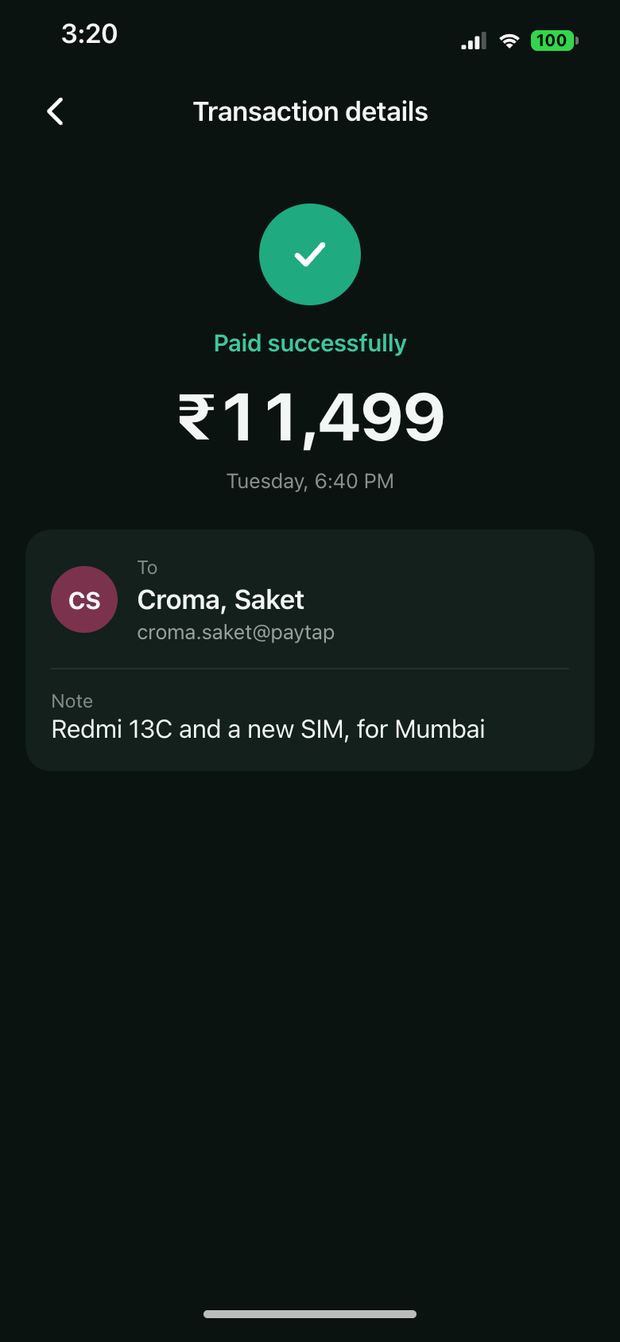 3:20
100
Transaction details
Paid successfully
₹11,499
Tuesday, 6:40 PM
To
CS
Croma, Saket
croma.saket@paytap
Note
Redmi 13C and a new SIM, for Mumbai